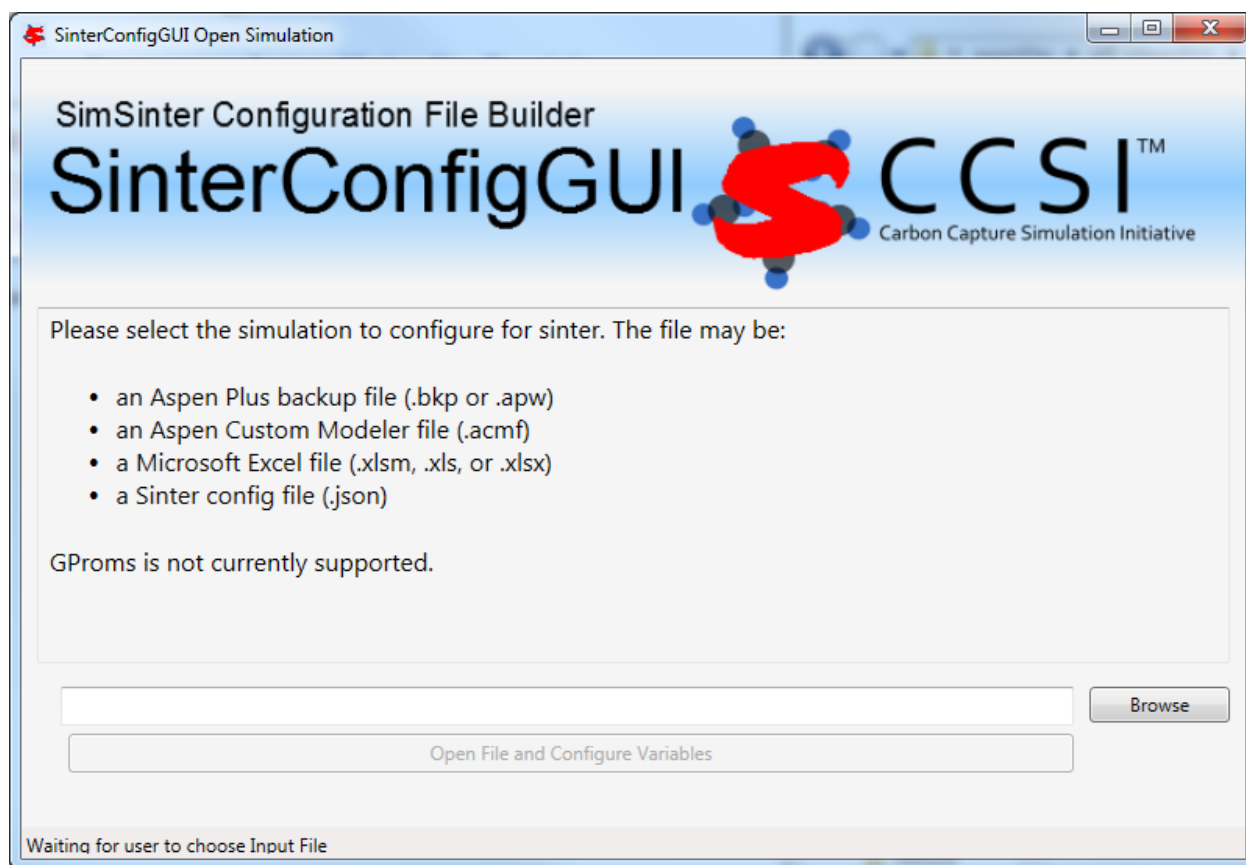 SinterConfigGUI Open Simulation
SimSinter Configuration File Builder
SinterConfigGUI
CCSI™
Carbon Capture Simulation Initiative
Please select the simulation to configure for sinter. The file may be:
• an Aspen Plus backup file (.bkp or .apw)
• an Aspen Custom Modeler file (.acmf)
• a Microsoft Excel file (.xlsm, .xls, or .xlsx)
• a Sinter config file (.json)
GProms is not currently supported.
Browse
Open File and Configure Variables
Waiting for user to choose Input File